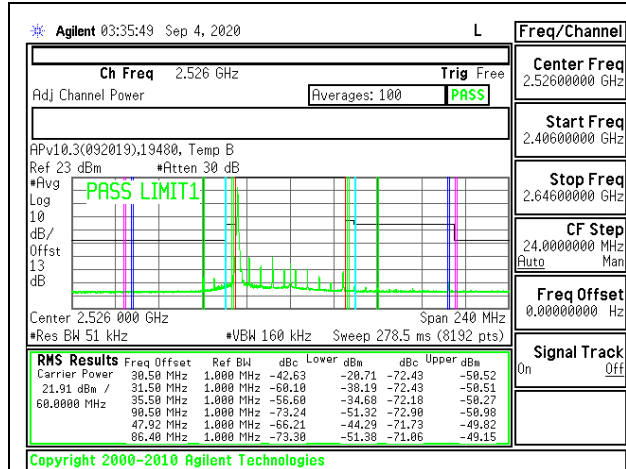 Agilent 03:35:49 Sep 4, 2020 L
Freq/Channel
Ch Freq 2.526 GHz Trig Free
Adj Channel Power Averages: 100 PASS
Center Freq
2.52600000 GHz
Start Freq
2.40600000 GHz
Stop Freq
2.64600000 GHz
CF Step
24.0000000 MHz
Auto Man
Freq Offset
0.00000000 Hz
Signal Track
On Off
APv10.3(092019),19480, Temp B
Ref 23 dBm #Atten 30 dB
#Avg
Log
10
dB/
Offst
13
dB
PASS LIMIT1
Center 2.526 000 GHz Span 240 MHz
#Res BW 51 kHz #VBW 160 kHz Sweep 278.5 ms (8192 pts)
RMS Results Freq Offset Ref BW dBc Lower dBm dBc Upper dBm
Carrier Power 30.50 MHz 1.000 MHz -42.63 -20.71 -72.43 -50.52
21.91 dBm / 31.50 MHz 1.000 MHz -60.10 -38.19 -72.43 -50.51
60.0000 MHz 35.50 MHz 1.000 MHz -56.60 -34.68 -72.18 -50.27
90.50 MHz 1.000 MHz -73.24 -51.32 -72.90 -50.98
47.92 MHz 1.000 MHz -66.21 -44.29 -71.73 -49.82
86.40 MHz 1.000 MHz -73.30 -51.38 -71.06 -49.15
Copyright 2000-2010 Agilent Technologies